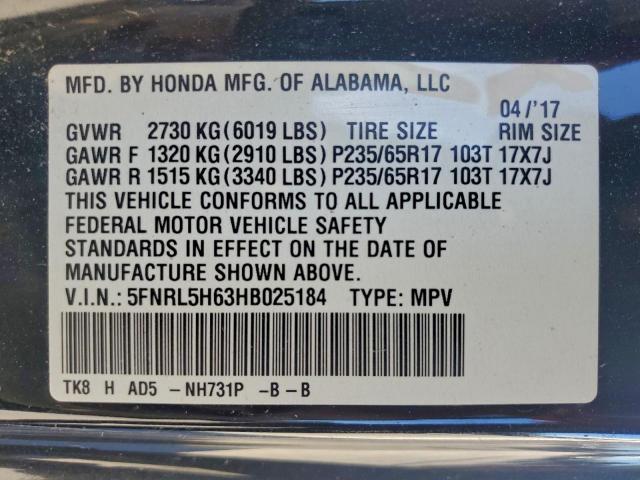 MFD. BY HONDA MFG. OF ALABAMA, LLC
04/'17
GVWR 2730 KG(6019 LBS) TIRE SIZE RIM SIZE
GAWR F 1320 KG(2910 LBS)P235/65R17 103T 17X7J
GAWR R 1515 KG(3340 LBS)P235/65R17 103T 17X7J
THIS VEHICLE CONFORMS TO ALL APPLICABLE
FEDERAL MOTOR VEHICLE SAFETY
STANDARDS IN EFFECT ON THE DATE OF
MANUFACTURE SHOWN ABOVE.
V.I.N.: 5FNRL5H63HB025184 TYPE: MPV
TK8 H AD5 -NH731P -B-B